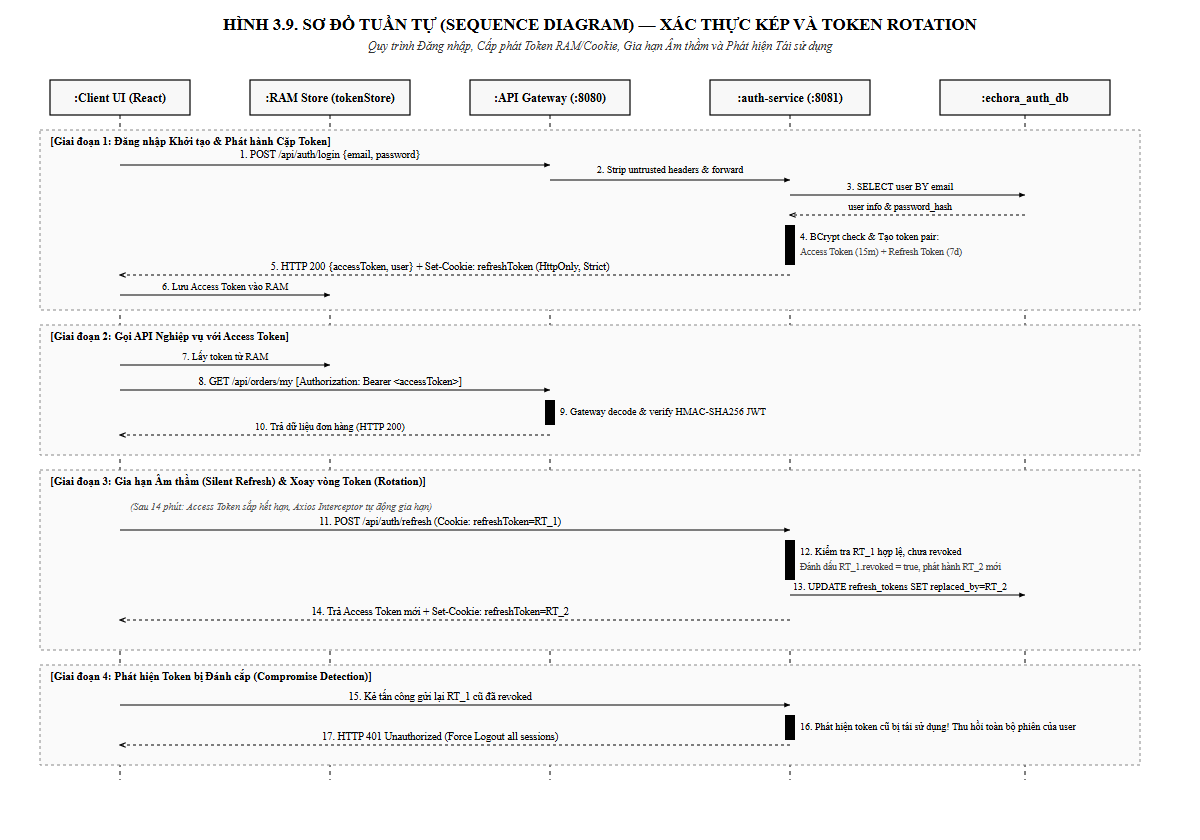 HÌNH 3.9. SƠ ĐỒ TUẦN TỰ (SEQUENCE DIAGRAM) — XÁC THỰC KÉP VÀ TOKEN ROTATION
Quy trình Đăng nhập, Cấp phát Token RAM/Cookie, Gia hạn Âm thầm và Phát hiện Tái sử dụng
:Client UI (React)
:RAM Store (tokenStore)
:API Gateway (:8080)
:auth-service (:8081)
:echora_auth_db
[Giai đoạn 1: Đăng nhập Khởi tạo & Phát hành Cặp Token]
1. POST /api/auth/login {email, password}
2. Strip untrusted headers & forward
3. SELECT user BY email
user info & password_hash
4. BCrypt check & Tạo token pair:
Access Token (15m) + Refresh Token (7d)
5. HTTP 200 {accessToken, user} + Set-Cookie: refreshToken (HttpOnly, Strict)
6. Lưu Access Token vào RAM
[Giai đoạn 2: Gọi API Nghiệp vụ với Access Token]
7. Lấy token từ RAM
8. GET /api/orders/my [Authorization: Bearer <accessToken>]
9. Gateway decode & verify HMAC-SHA256 JWT
10. Trả dữ liệu đơn hàng (HTTP 200)
[Giai đoạn 3: Gia hạn Âm thầm (Silent Refresh) & Xoay vòng Token (Rotation)]
(Sau 14 phút: Access Token sắp hết hạn, Axios Interceptor tự động gia hạn)
11. POST /api/auth/refresh (Cookie: refreshToken=RT_1)
12. Kiểm tra RT_1 hợp lệ, chưa revoked
Đánh dấu RT_1.revoked = true, phát hành RT_2 mới
13. UPDATE refresh_tokens SET replaced_by=RT_2
14. Trả Access Token mới + Set-Cookie: refreshToken=RT_2
[Giai đoạn 4: Phát hiện Token bị Đánh cắp (Compromise Detection)]
15. Kẻ tấn công gửi lại RT_1 cũ đã revoked
16. Phát hiện token cũ bị tái sử dụng! Thu hồi toàn bộ phiên của user
17. HTTP 401 Unauthorized (Force Logout all sessions)